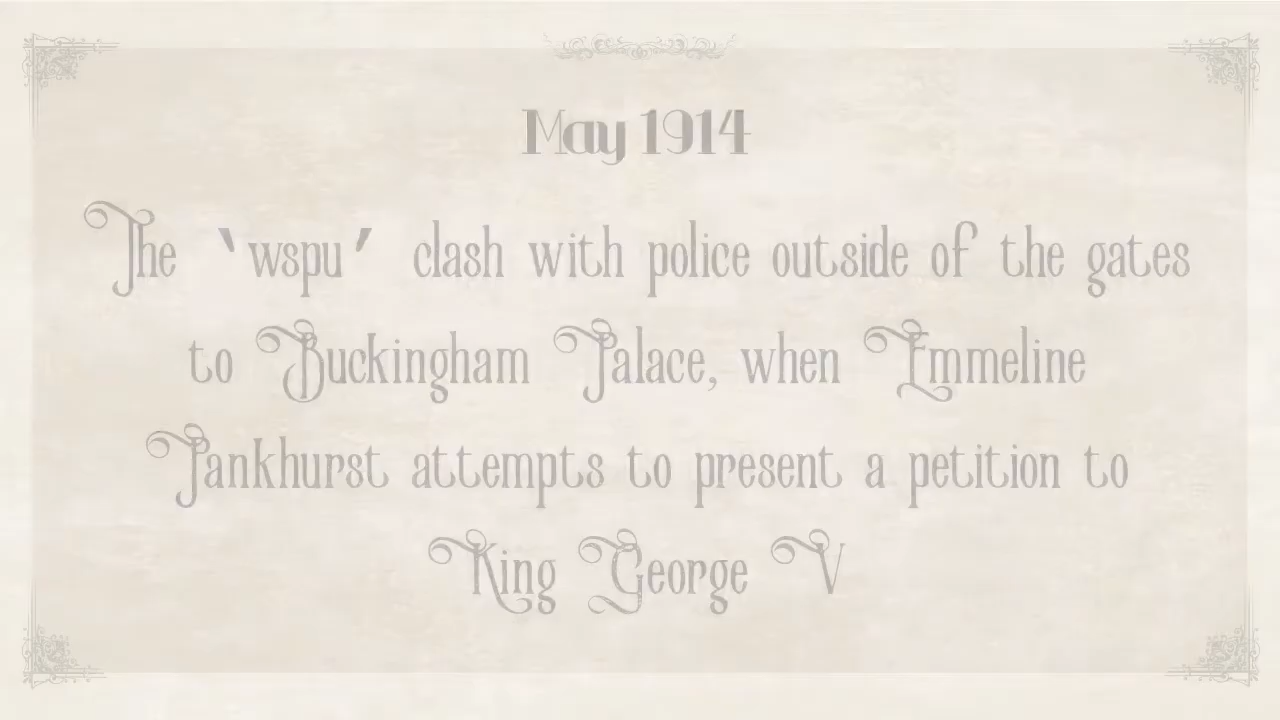 May 1914
The 'wspu' clash with police outside of the gates
to Buckingham Palace, when Emmeline
Pankhurst attempts to present a petition to
King George V